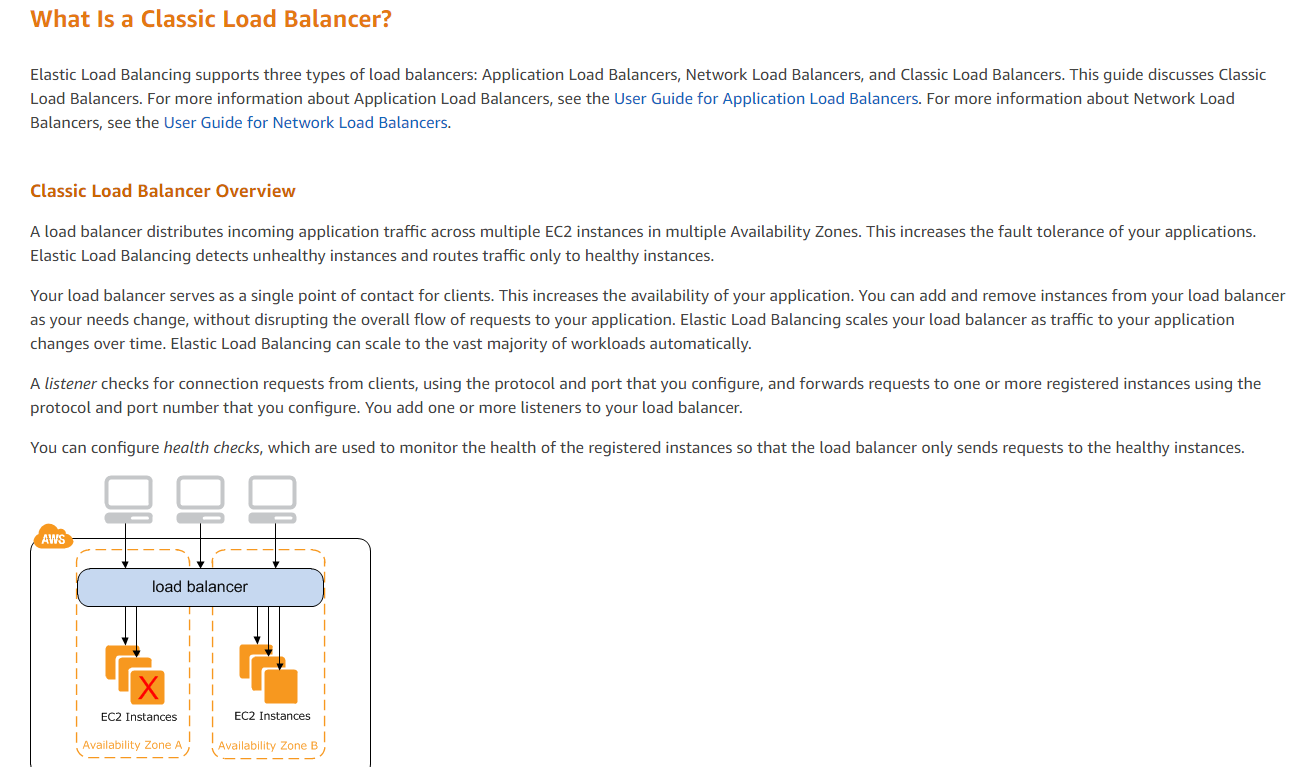 What Is a Classic Load Balancer?
Elastic Load Balancing supports three types of load balancers: Application Load Balancers, Network Load Balancers, and Classic Load Balancers. This guide discusses Classic
Load Balancers. For more information about Application Load Balancers, see the User Guide for Application Load Balancers. For more information about Network Load
Balancers, see the User Guide for Network Load Balancers.
Classic Load Balancer Overview
A load balancer distributes incoming application traffic across multiple EC2 instances in multiple Availability Zones. This increases the fault tolerance of your applications.
Elastic Load Balancing detects unhealthy instances and routes traffic only to healthy instances.
Your load balancer serves as a single point of contact for clients. This increases the availability of your application. You can add and remove instances from your load balancer
as your needs change, without disrupting the overall flow of requests to your application. Elastic Load Balancing scales your load balancer as traffic to your application
changes over time. Elastic Load Balancing can scale to the vast majority of workloads automatically.
A listener checks for connection requests from clients, using the protocol and port that you configure, and forwards requests to one or more registered instances using the
protocol and port number that you configure. You add one or more listeners to your load balancer.
You can configure health checks, which are used to monitor the health of the registered instances so that the load balancer only sends requests to the healthy instances.
AWS
load balancer
X
EC2 Instances
EC2 Instances
Availability Zone A
Availability Zone B